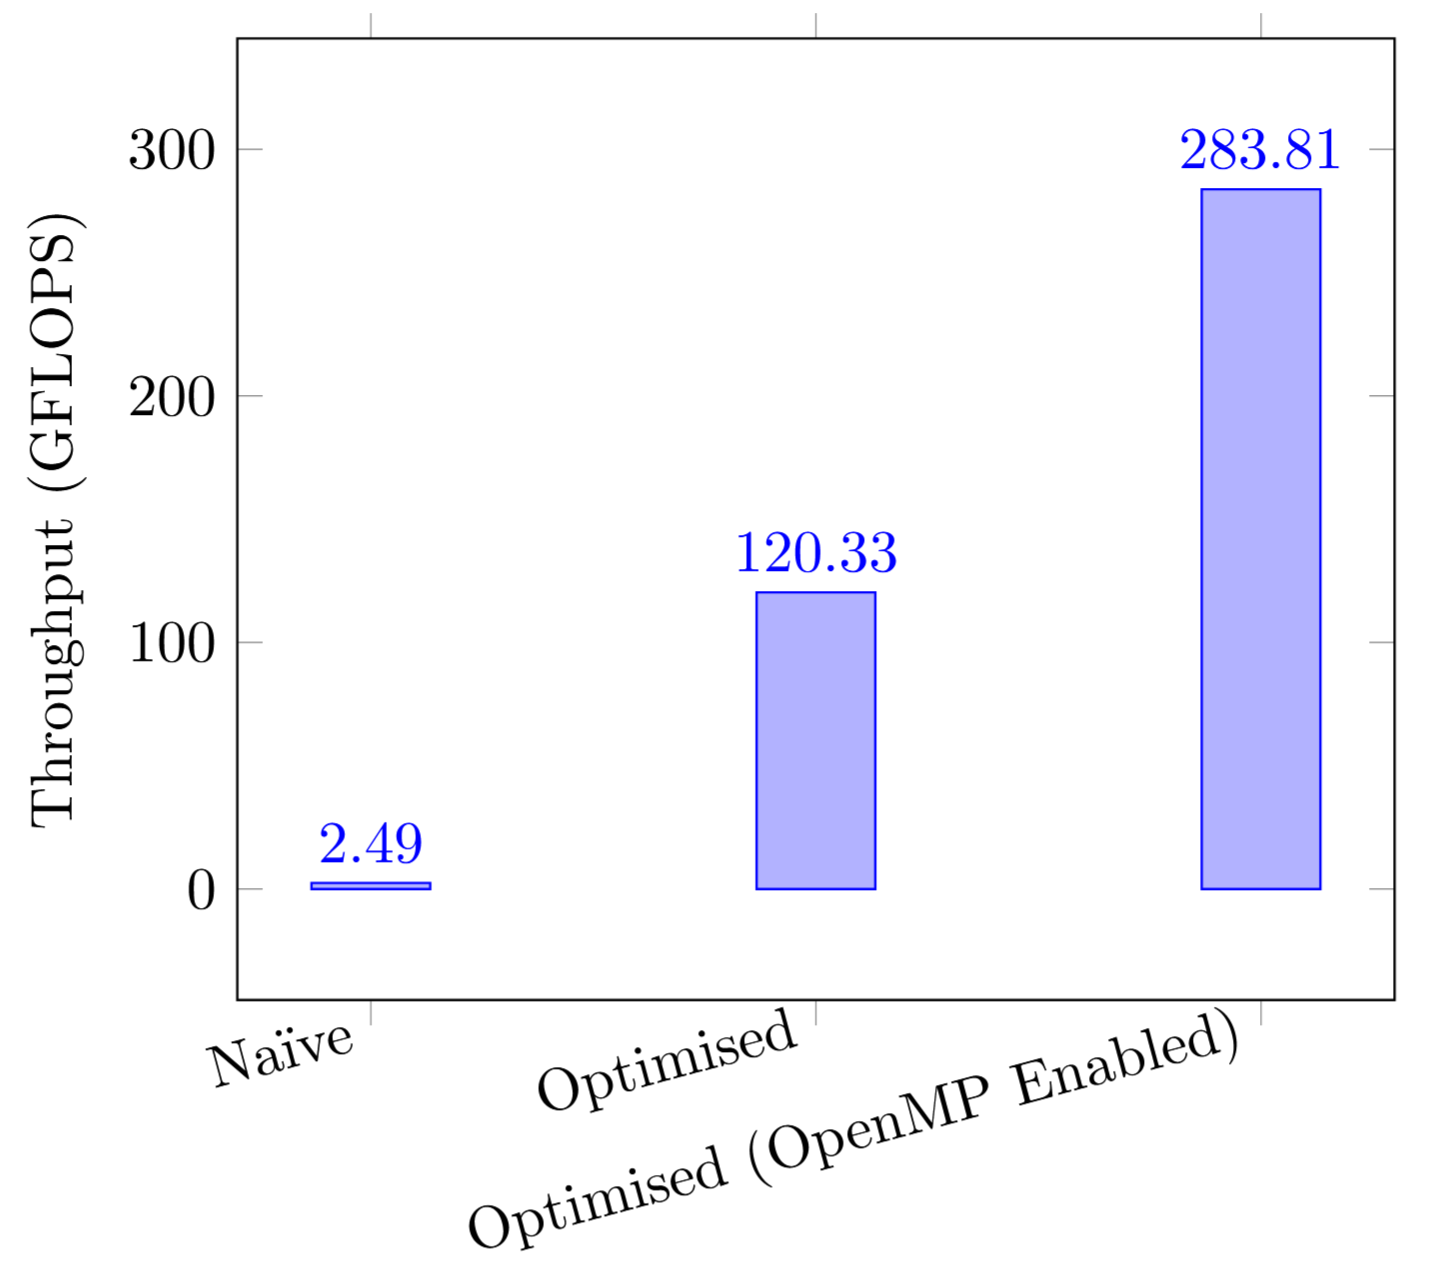 Throughput (GFLOPS)
300
200
100
0
2.49
120.33
283.81
Naïve
Optimised
Optimised (OpenMP Enabled)